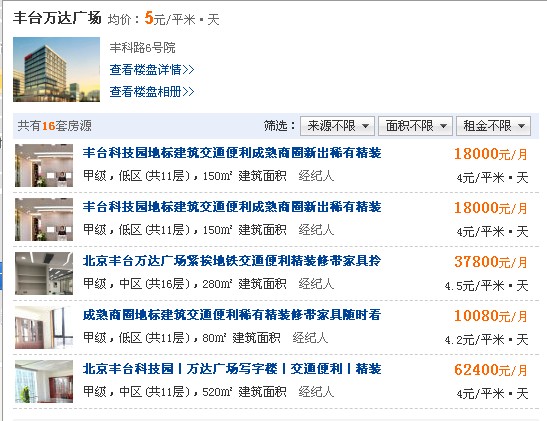 丰台万达广场 均价：5元/平米·天
丰科路6号院
查看楼盘详情>>
查看楼盘相册>>
共有16套房源 筛选： 来源不限 面积不限 租金不限
丰台科技园地标建筑交通便利成熟商圈新出稀有精装 18000元/月
甲级，低区(共11层)，150㎡ 建筑面积 经纪人 4元/平米·天
丰台科技园地标建筑交通便利成熟商圈新出稀有精装 18000元/月
甲级，低区(共11层)，150㎡ 建筑面积 经纪人 4元/平米·天
北京丰台万达广场紧挨地铁交通便利精装修带家具拎 37800元/月
甲级，中区(共16层)，280㎡ 建筑面积 经纪人 4.5元/平米·天
成熟商圈地标建筑交通便利稀有精装修带家具随时看 10080元/月
甲级，低区(共11层)，80㎡ 建筑面积 经纪人 4.2元/平米·天
北京丰台科技园丨万达广场写字楼丨交通便利丨精装 62400元/月
甲级，中区(共11层)，520㎡ 建筑面积 经纪人 4元/平米·天